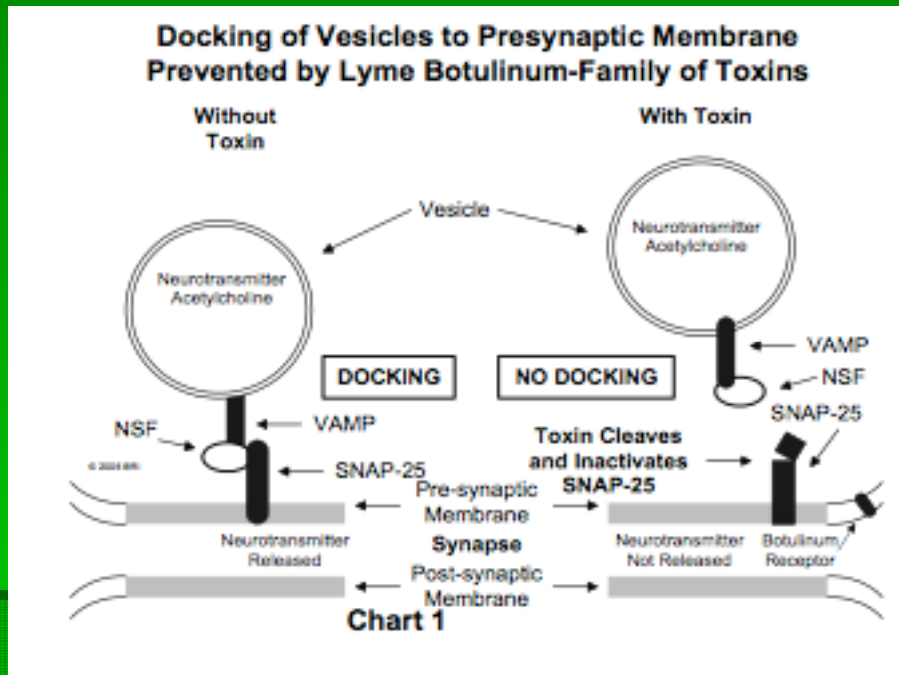 Docking of Vesicles to Presynaptic Membrane
Prevented by Lyme Botulinum-Family of Toxins
Without
Toxin
With Toxin
Vesicle
Neurotransmitter
Acetylcholine
Neurotransmitter
Acetylcholine
DOCKING
NO DOCKING
VAMP
NSF
SNAP-25
NSF
VAMP
SNAP-25
Toxin Cleaves
and Inactivates
SNAP-25
Pre-synaptic
Membrane
Neurotransmitter
Released
Synapse
Neurotransmitter
Not Released
Botulinum
Receptor
Post-synaptic
Membrane
Chart 1